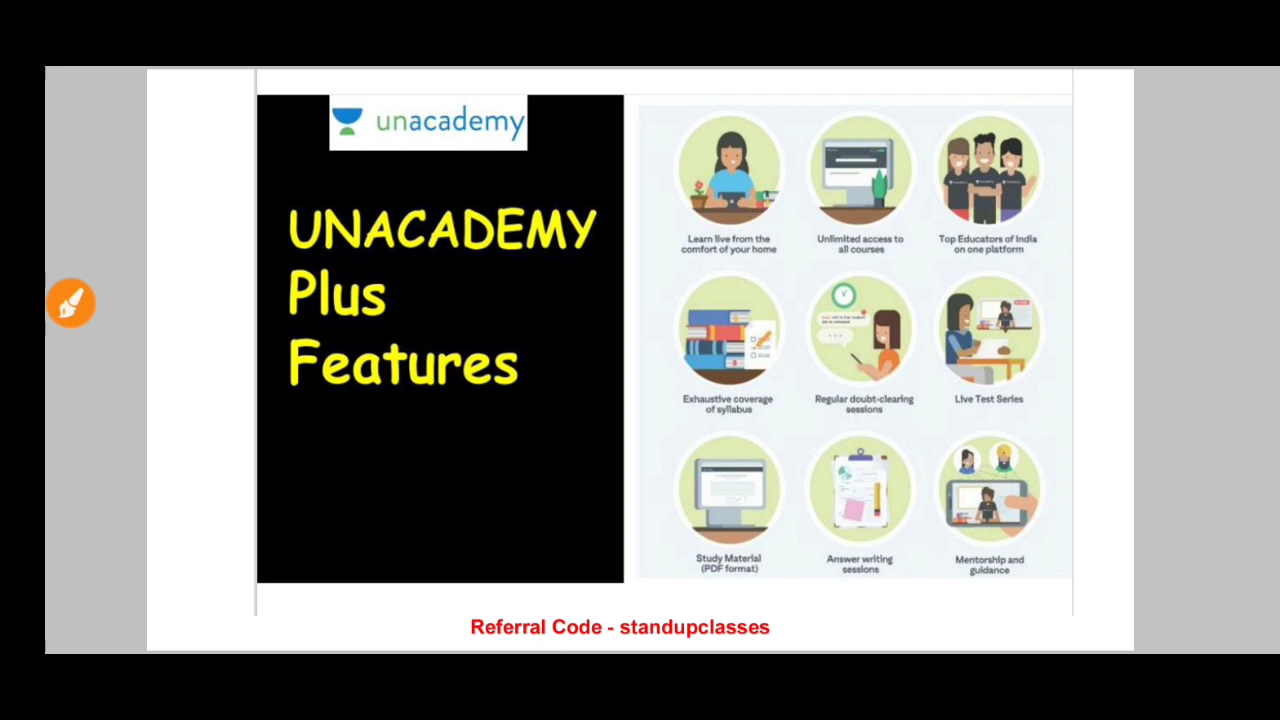 unacademy
UNACADEMY
Plus
Features
Learn live from the
comfort of your home
Unlimited access to
all courses
Top Educators of India
on one platform
Exhaustive coverage
of syllabus
Regular doubt-clearing
sessions
Live Test Series
Study Material
(PDF format)
Answer writing
sessions
Mentorship and
guidance
Referral Code - standupclasses